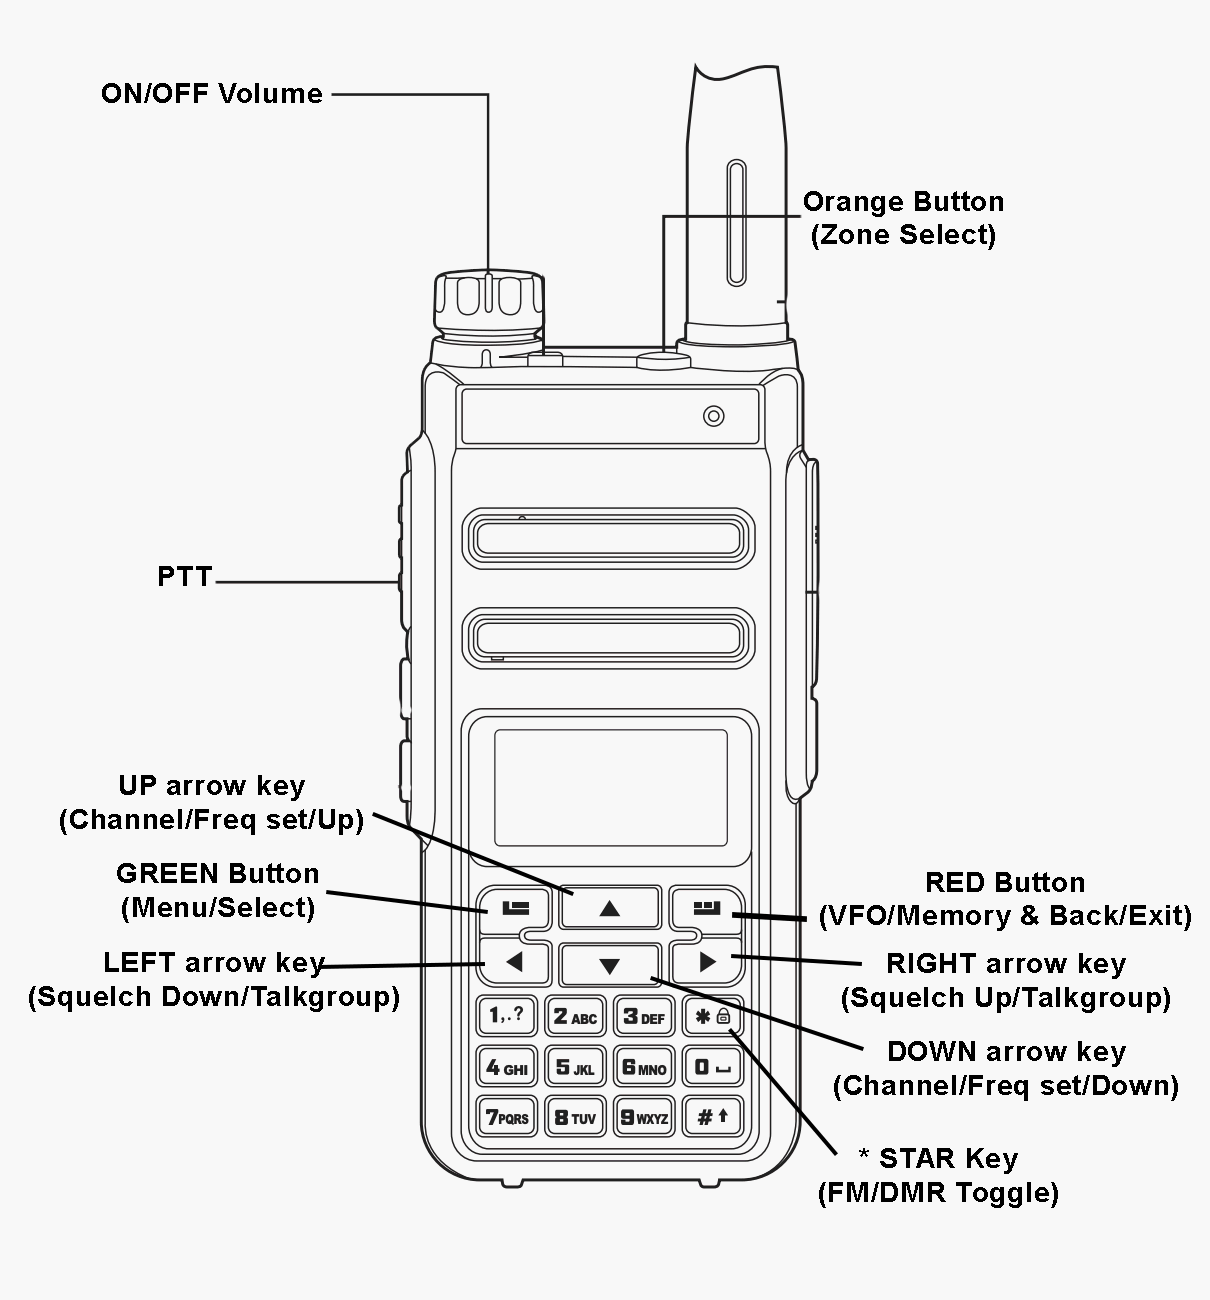 ON/OFF Volume
Orange Button
(Zone Select)
PTT
UP arrow key
(Channel/Freq set/Up)
GREEN Button
(Menu/Select)
LEFT arrow key
(Squelch Down/Talkgroup)
RED Button
(VFO/Memory & Back/Exit)
RIGHT arrow key
(Squelch Up/Talkgroup)
DOWN arrow key
(Channel/Freq set/Down)
* STAR Key
(FM/DMR Toggle)
1,.? 2 ABC 3 DEF *
4 GHI 5 JKL 6 MNO 0
7 PQRS 8 TUV 9 WXYZ #